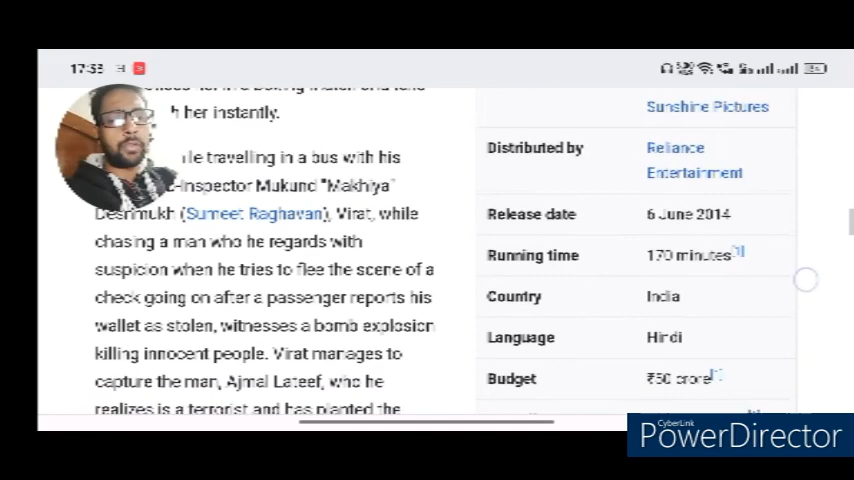 17:33
h her instantly.
le travelling in a bus with his
-Inspector Mukund "Makhiya"
Deshmukh (Sumeet Raghavan), Virat, while
chasing a man who he regards with
suspicion when he tries to flee the scene of a
check going on after a passenger reports his
wallet as stolen, witnesses a bomb explosion
killing innocent people. Virat manages to
capture the man, Ajmal Lateef, who he
realizes is a terrorist and has planted the
Sunshine Pictures
Distributed by Reliance
Entertainment
Release date 6 June 2014
Running time 170 minutes[1]
Country India
Language Hindi
Budget ₹50 crore
CyberLink
PowerDirector